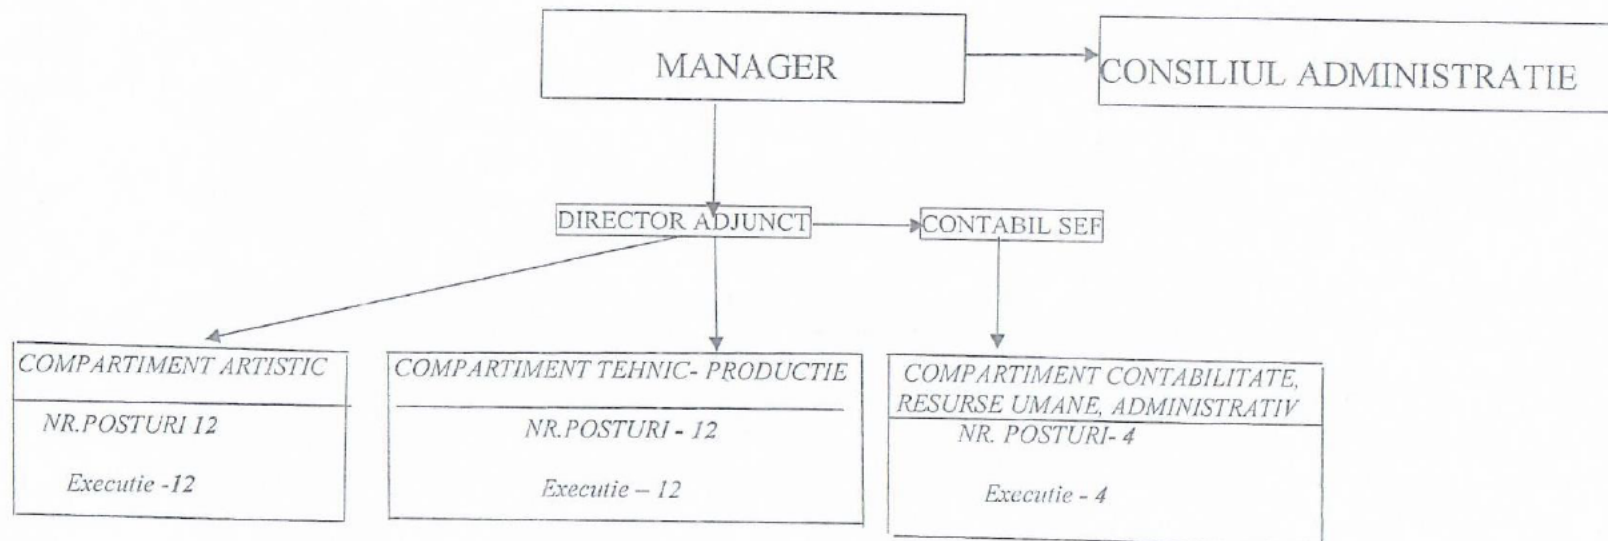 MANAGER
CONSILIUL ADMINISTRATIE
DIRECTOR ADJUNCT
CONTABIL SEF
COMPARTIMENT ARTISTIC
NR.POSTURI 12
Executie -12
COMPARTIMENT TEHNIC- PRODUCTIE
NR.POSTURI - 12
Executie – 12
COMPARTIMENT CONTABILITATE,
RESURSE UMANE, ADMINISTRATIV
NR. POSTURI- 4
Executie - 4